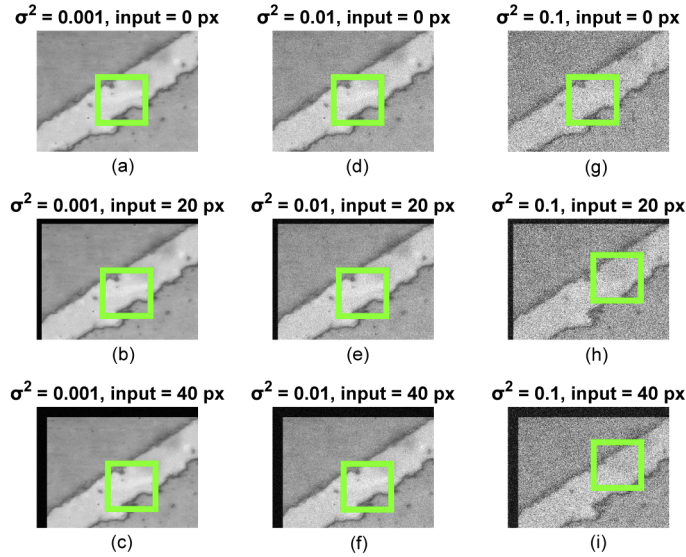 σ² = 0.001, input = 0 px
σ² = 0.01, input = 0 px
σ² = 0.1, input = 0 px
(a)
(d)
(g)
σ² = 0.001, input = 20 px
σ² = 0.01, input = 20 px
σ² = 0.1, input = 20 px
(b)
(e)
(h)
σ² = 0.001, input = 40 px
σ² = 0.01, input = 40 px
σ² = 0.1, input = 40 px
(c)
(f)
(i)